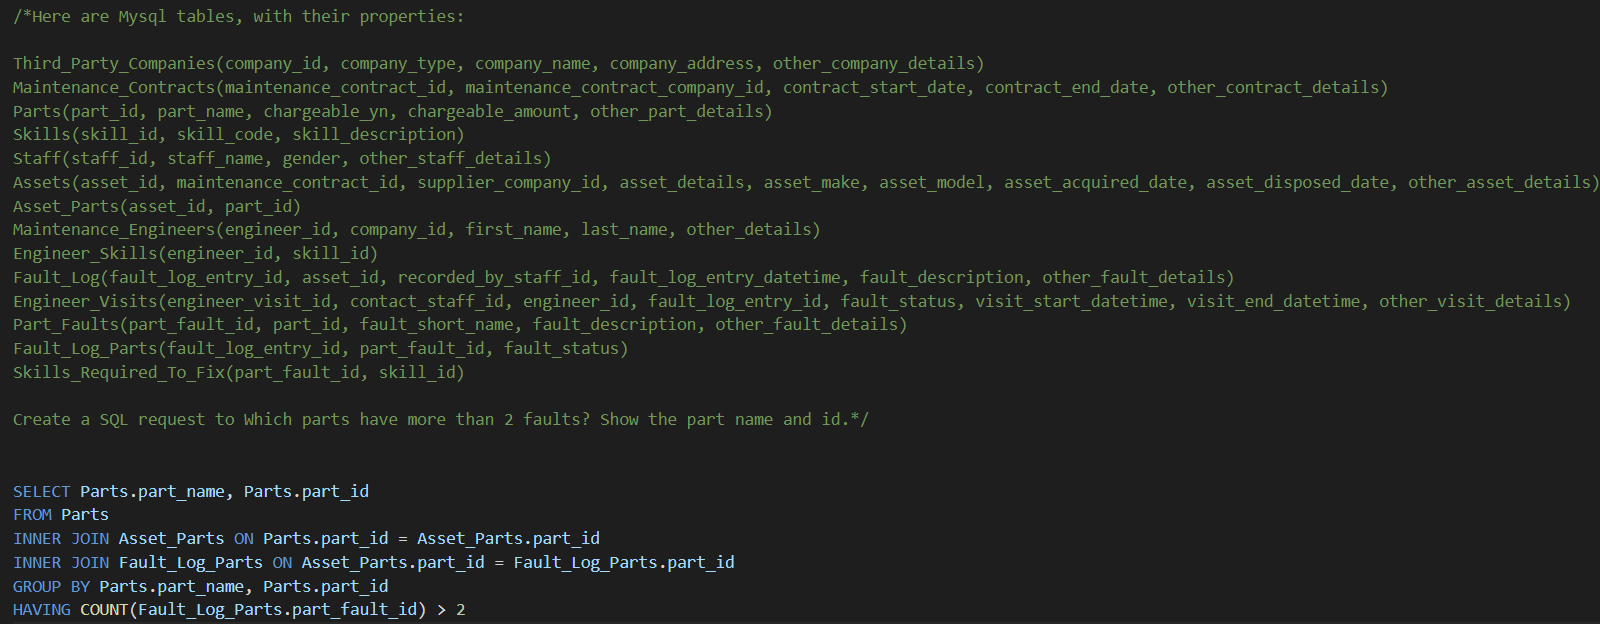 /*Here are Mysql tables, with their properties:
Third_Party_Companies(company_id, company_type, company_name, company_address, other_company_details)
Maintenance_Contracts(maintenance_contract_id, maintenance_contract_company_id, contract_start_date, contract_end_date, other_contract_details)
Parts(part_id, part_name, chargeable_yn, chargeable_amount, other_part_details)
Skills(skill_id, skill_code, skill_description)
Staff(staff_id, staff_name, gender, other_staff_details)
Assets(asset_id, maintenance_contract_id, supplier_company_id, asset_details, asset_make, asset_model, asset_acquired_date, asset_disposed_date, other_asset_details)
Asset_Parts(asset_id, part_id)
Maintenance_Engineers(engineer_id, company_id, first_name, last_name, other_details)
Engineer_Skills(engineer_id, skill_id)
Fault_Log(fault_log_entry_id, asset_id, recorded_by_staff_id, fault_log_entry_datetime, fault_description, other_fault_details)
Engineer_Visits(engineer_visit_id, contact_staff_id, engineer_id, fault_log_entry_id, fault_status, visit_start_datetime, visit_end_datetime, other_visit_details)
Part_Faults(part_fault_id, part_id, fault_short_name, fault_description, other_fault_details)
Fault_Log_Parts(fault_log_entry_id, part_fault_id, fault_status)
Skills_Required_To_Fix(part_fault_id, skill_id)
Create a SQL request to Which parts have more than 2 faults? Show the part name and id.*/
SELECT Parts.part_name, Parts.part_id
FROM Parts
INNER JOIN Asset_Parts ON Parts.part_id = Asset_Parts.part_id
INNER JOIN Fault_Log_Parts ON Asset_Parts.part_id = Fault_Log_Parts.part_id
GROUP BY Parts.part_name, Parts.part_id
HAVING COUNT(Fault_Log_Parts.part_fault_id) > 2